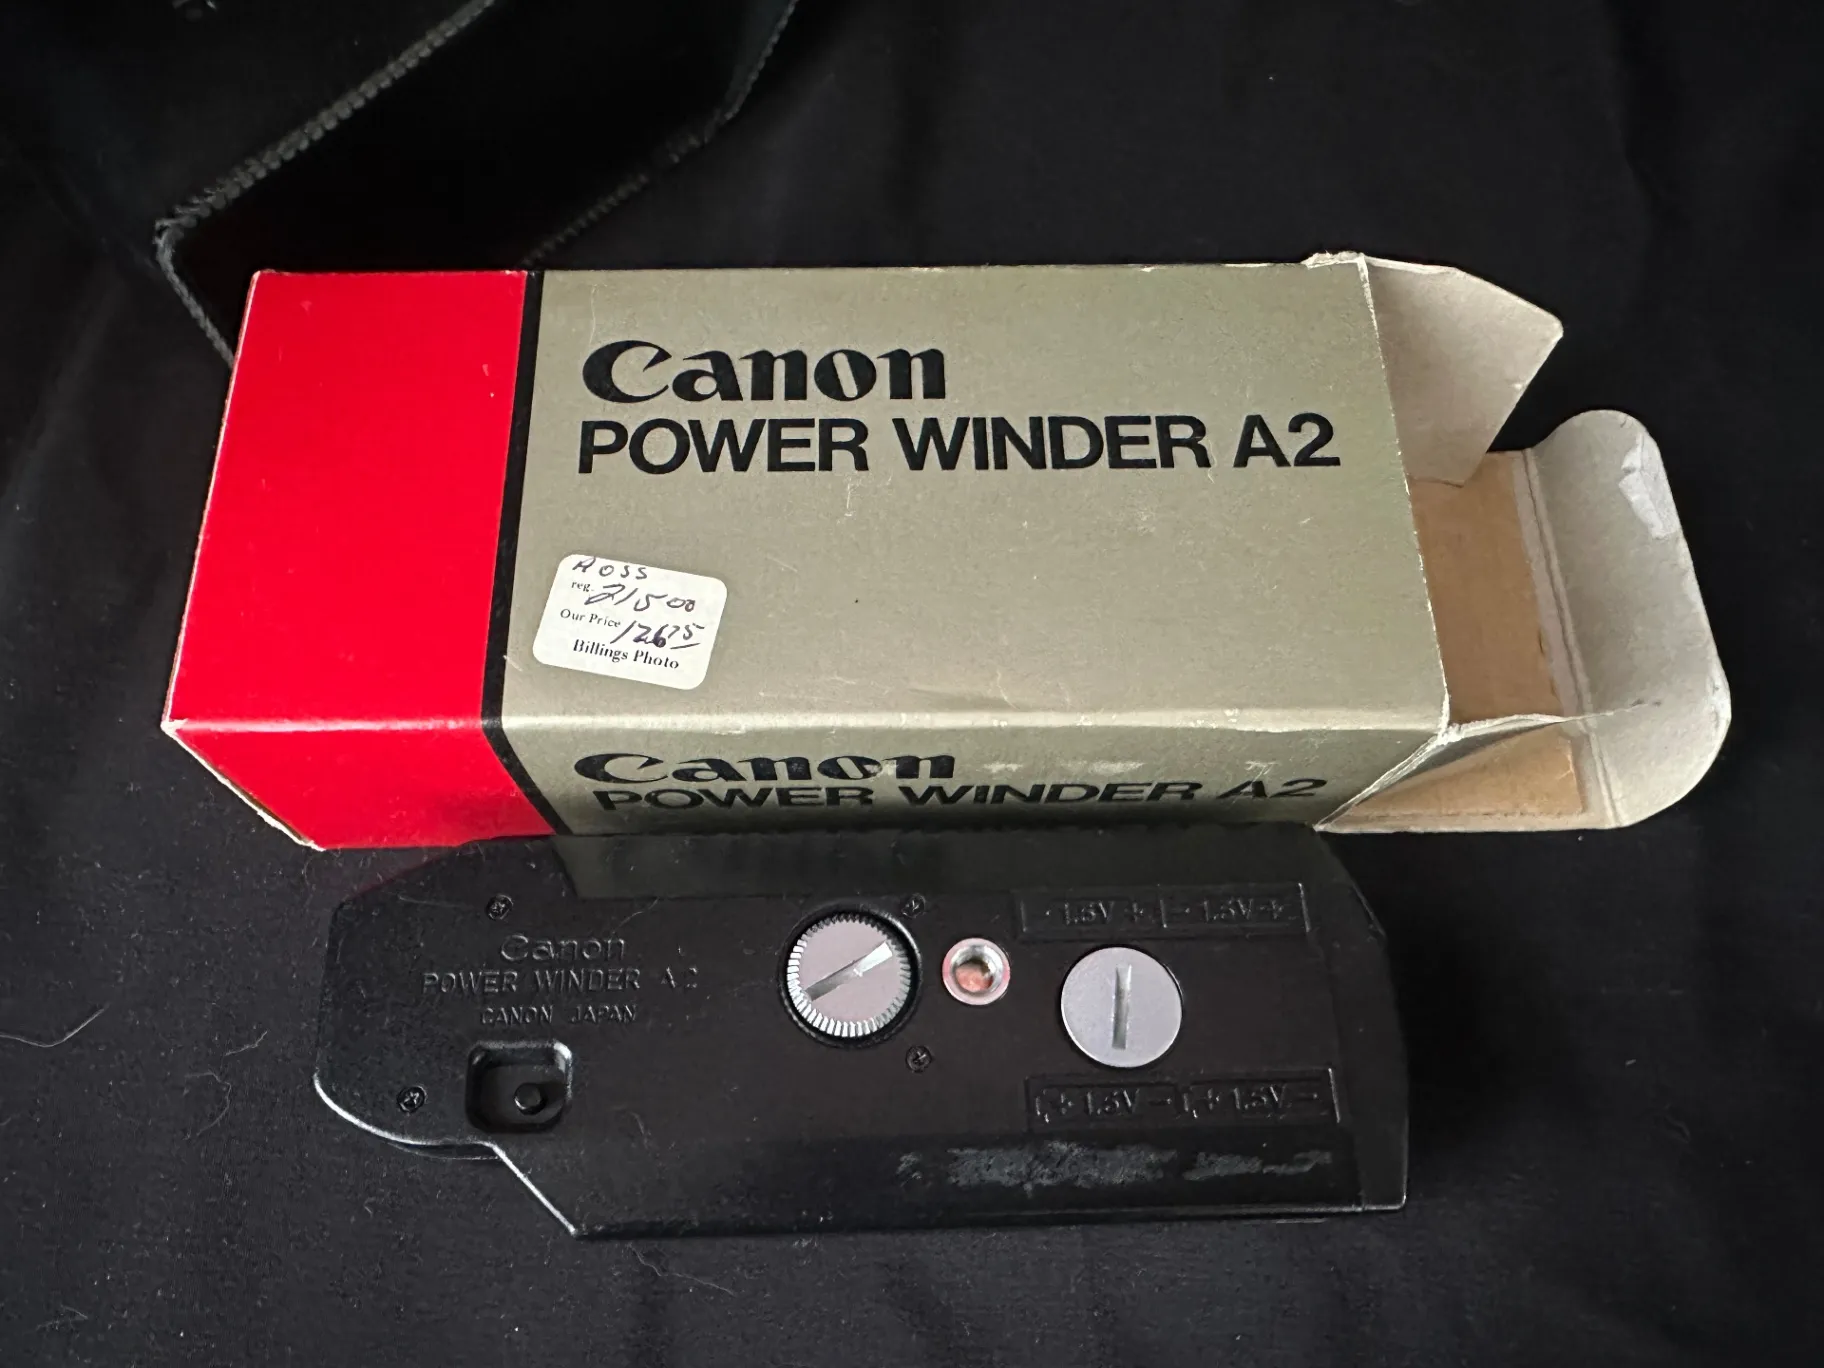 Canon
POWER WINDER A2
ROSS
reg. 215 00
Our Price 126 75
Billings Photo
Canon
POWER WINDER A2
Canon
POWER WINDER A2
CANON JAPAN
- 1.5V + - 1.5V +
+ 1.5V - + 1.5V -